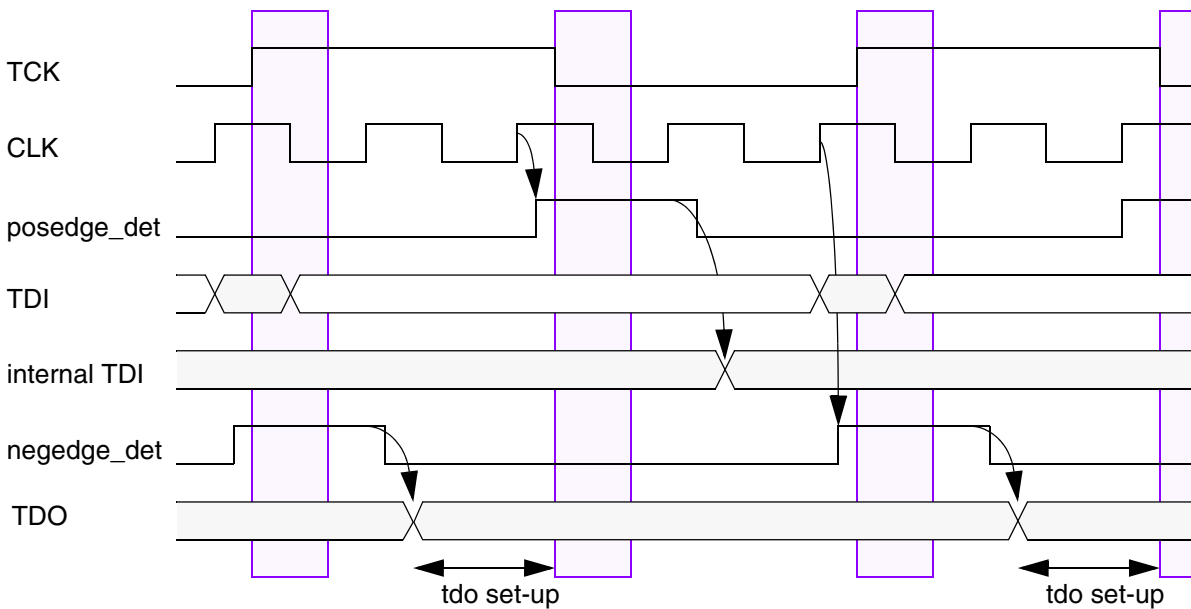 TCK
CLK
posedge_det
TDI
internal TDI
negedge_det
TDO
tdo set-up
tdo set-up